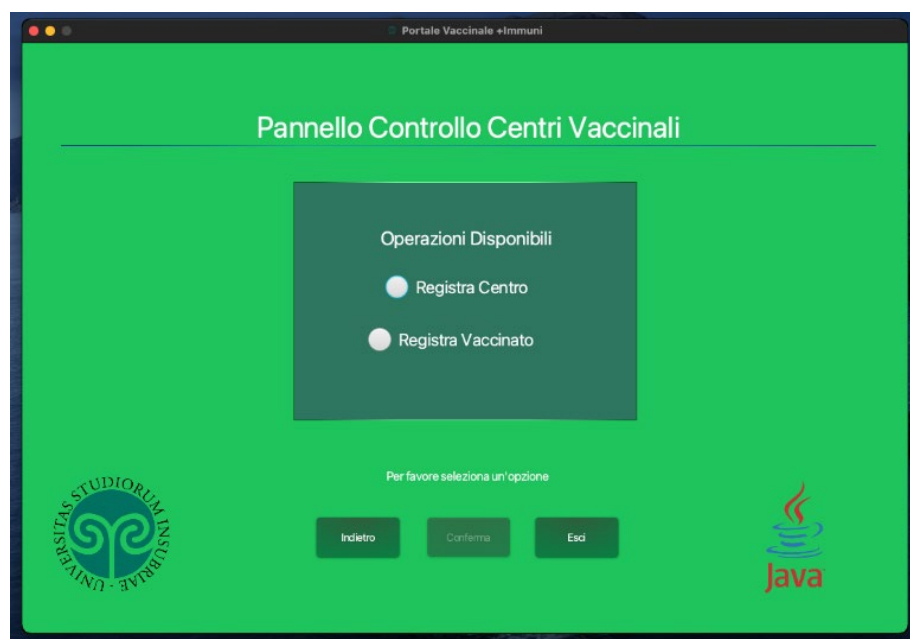 Portale Vaccinale +Immuni
Pannello Controllo Centri Vaccinali
Operazioni Disponibili
Registra Centro
Registra Vaccinato
Per favore seleziona un'opzione
Indietro
Conferma
Esci
UNIVERSITAS STUDIORUM INSUBRIAE
Java